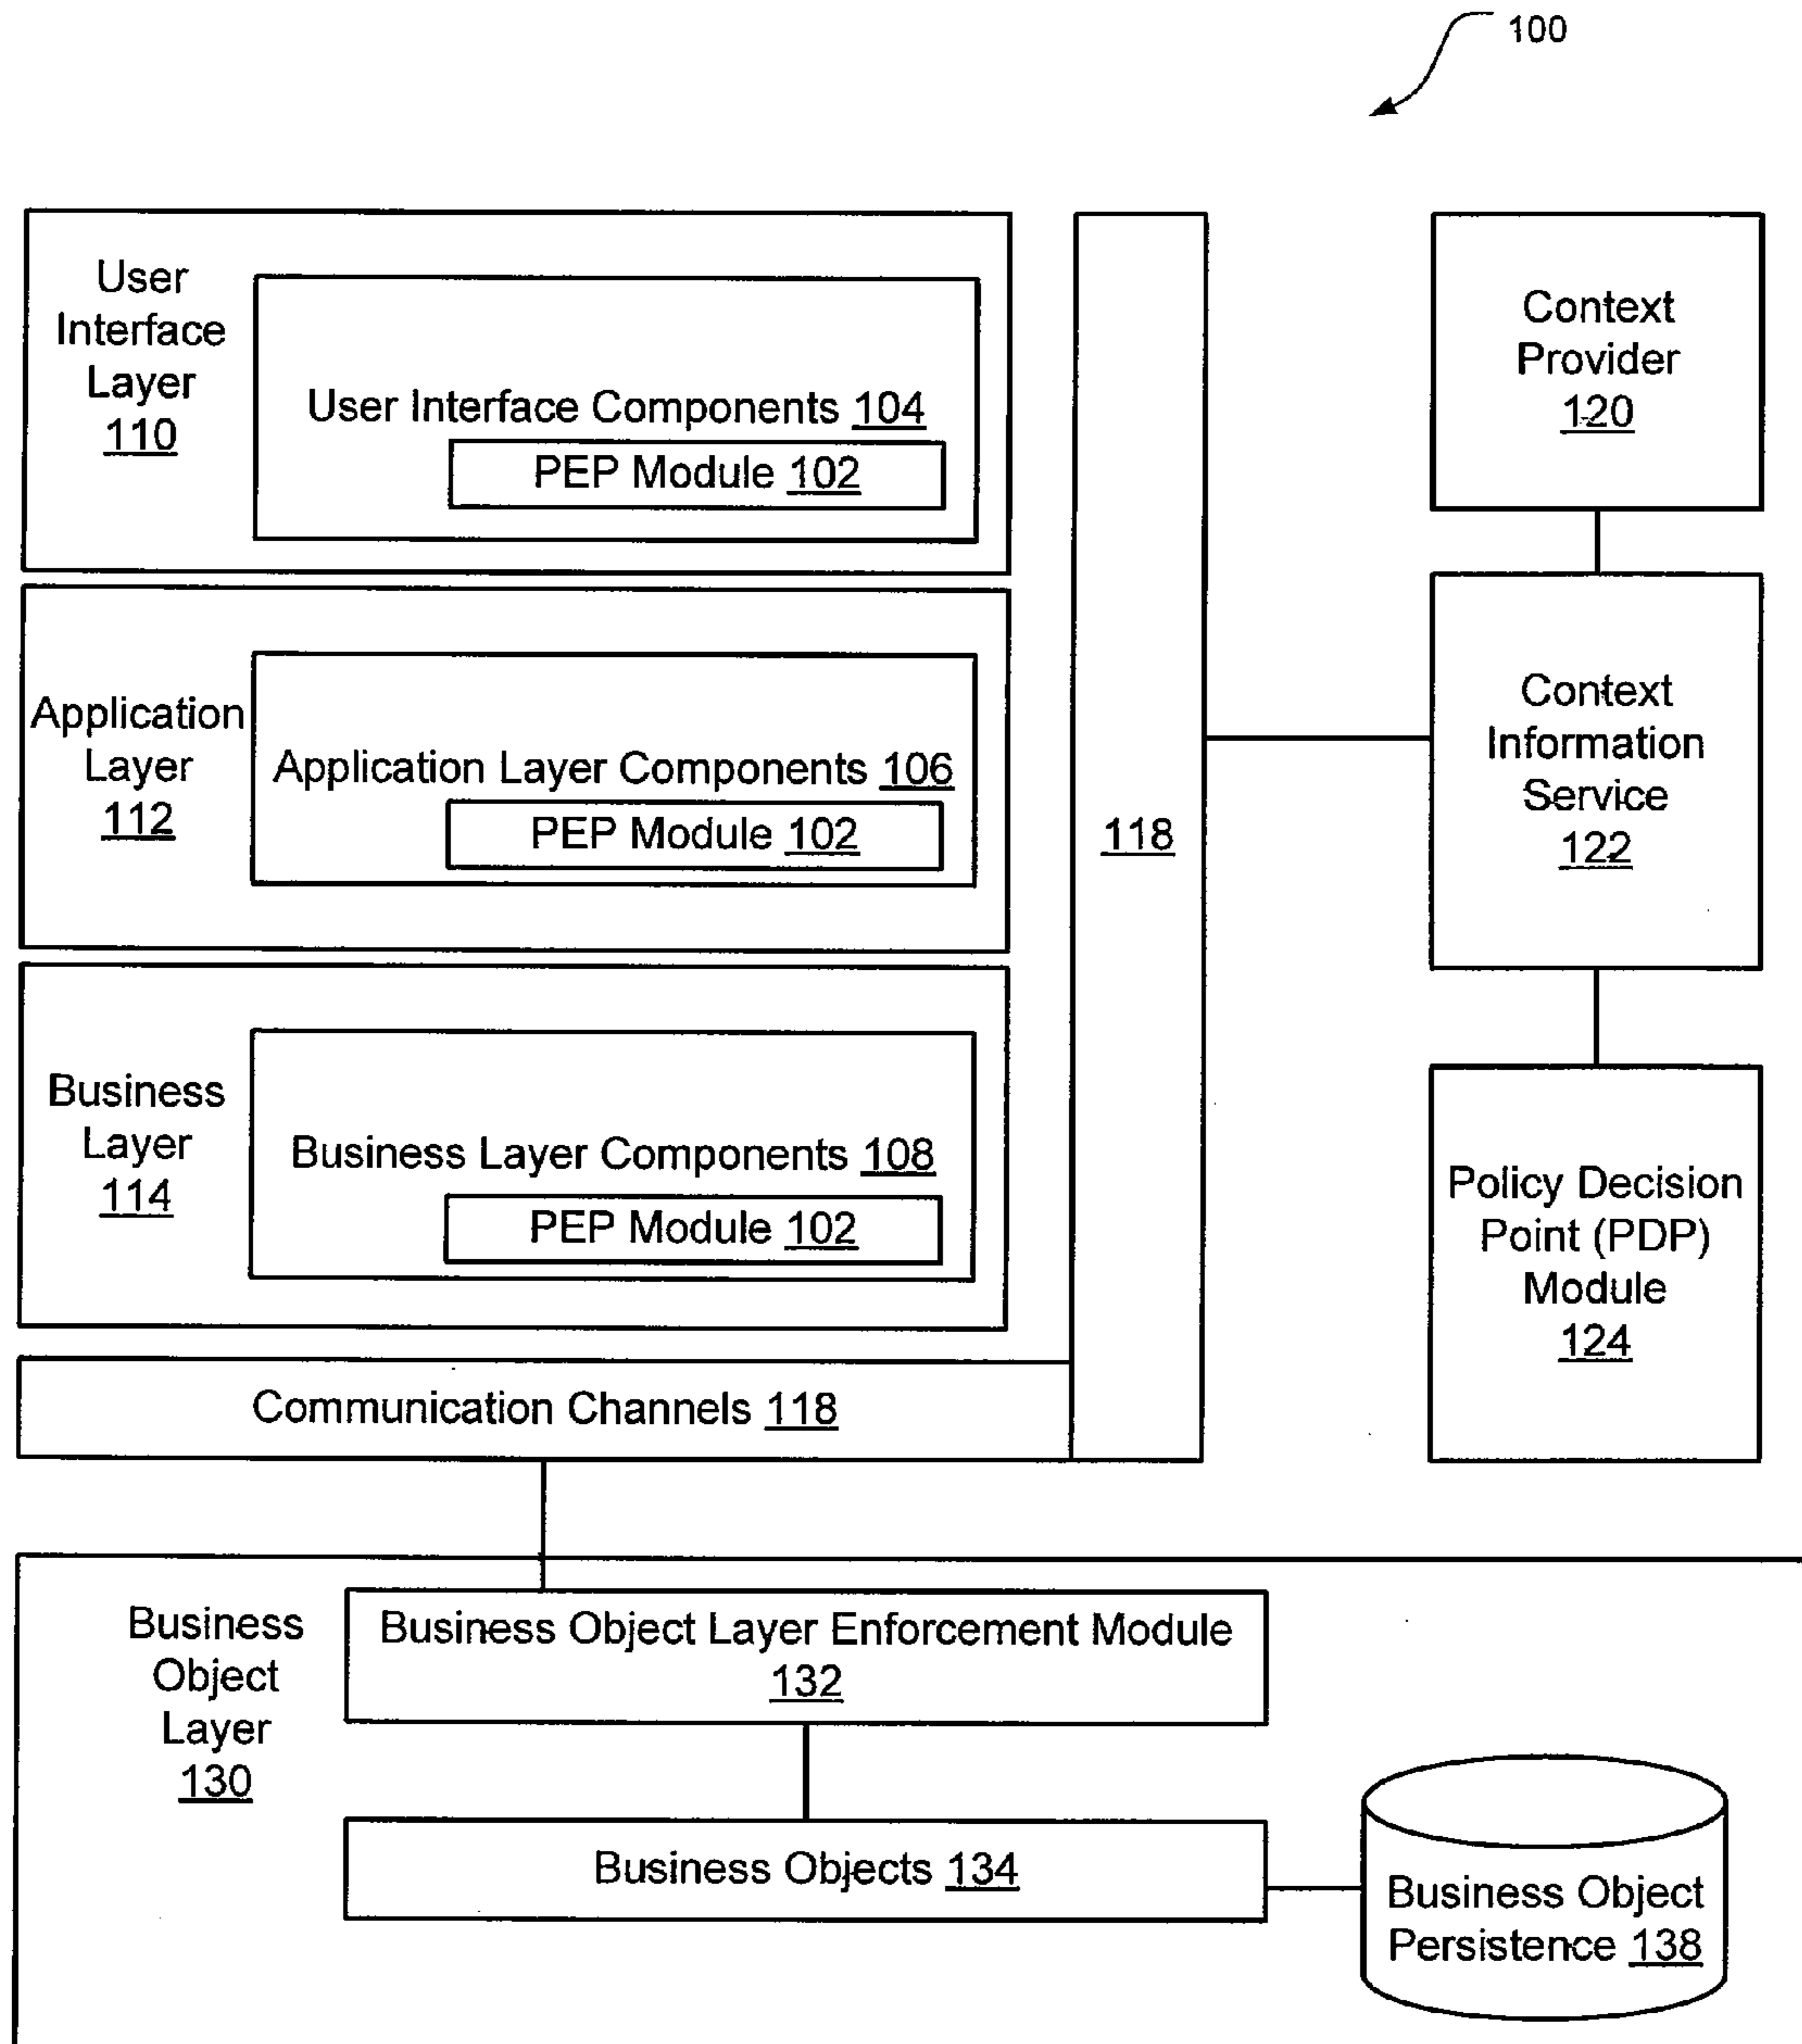 100
User
Interface
Layer
110
User Interface Components 104
PEP Module 102
Application
Layer
112
Application Layer Components 106
PEP Module 102
Business
Layer
114
Business Layer Components 108
PEP Module 102
Communication Channels 118
118
Context
Provider
120
Context
Information
Service
122
Policy Decision
Point (PDP)
Module
124
Business
Object
Layer
130
Business Object Layer Enforcement Module
132
Business Objects 134
Business Object
Persistence 138